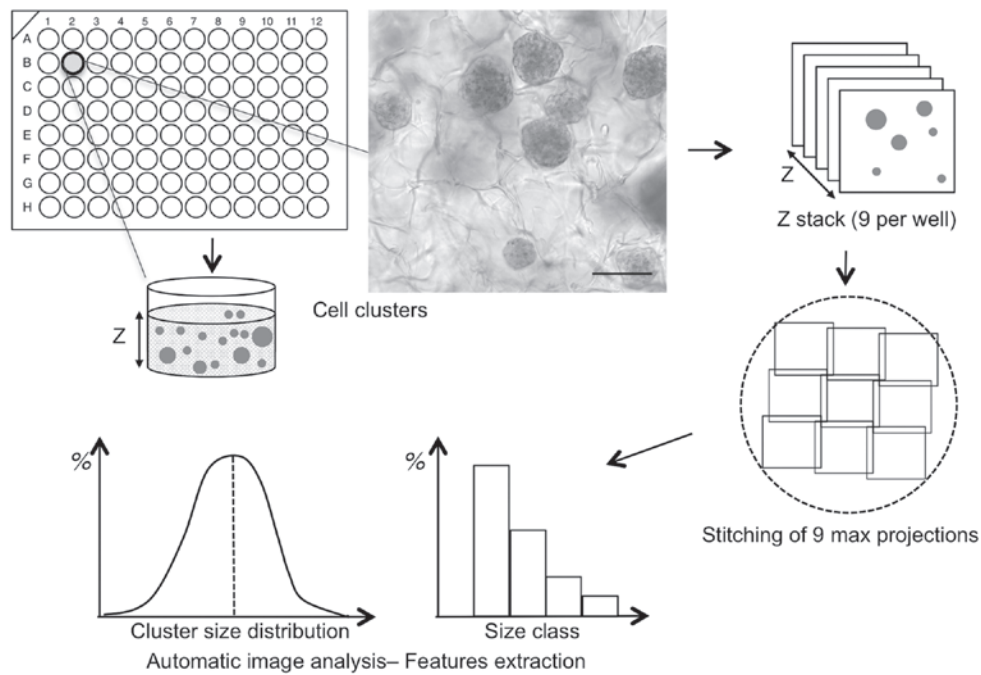 1 2 3 4 5 6 7 8 9 10 11 12
A
B
C
D
E
F
G
H
Z
Cell clusters
Z
Z stack (9 per well)
Stitching of 9 max projections
%
Cluster size distribution
%
Size class
Automatic image analysis– Features extraction